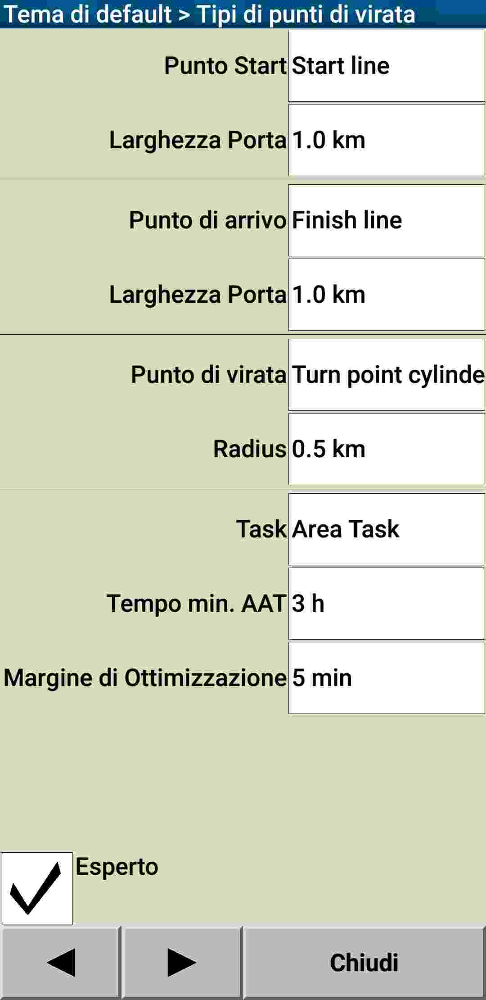 Tema di default > Tipi di punti di virata
Punto Start Start line
Larghezza Porta 1.0 km
Punto di arrivo Finish line
Larghezza Porta 1.0 km
Punto di virata Turn point cylinde
Radius 0.5 km
Task Area Task
Tempo min. AAT 3 h
Margine di Ottimizzazione 5 min
Esperto
Chiudi